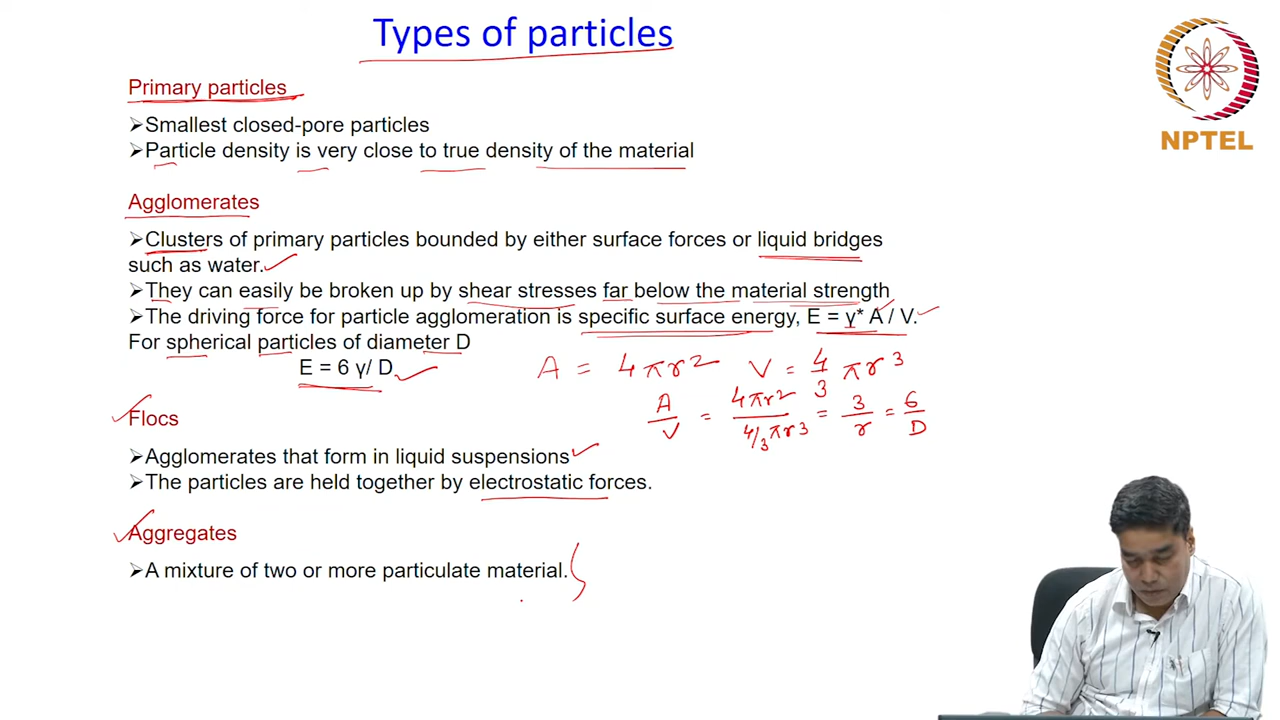 Types of particles
NPTEL
Primary particles
➢Smallest closed-pore particles
➢Particle density is very close to true density of the material
Agglomerates
➢Clusters of primary particles bounded by either surface forces or liquid bridges
such as water.
➢They can easily be broken up by shear stresses far below the material strength
➢The driving force for particle agglomeration is specific surface energy, E = γ* A / V.
For spherical particles of diameter D
E = 6 γ/ D
A = 4πr² V = 4/3 πr³
A/V = 4πr² / 4/3πr³ = 3/r = 6/D
Flocs
➢Agglomerates that form in liquid suspensions
➢The particles are held together by electrostatic forces.
Aggregates
➢A mixture of two or more particulate material.